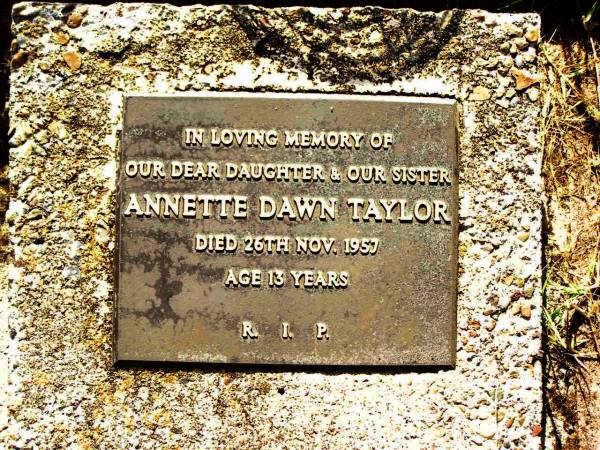 IN LOVING MEMORY OF
OUR DEAR DAUGHTER & OUR SISTER
ANNETTE DAWN TAYLOR
DIED 26TH NOV. 1957
AGE 13 YEARS
R. I. P.